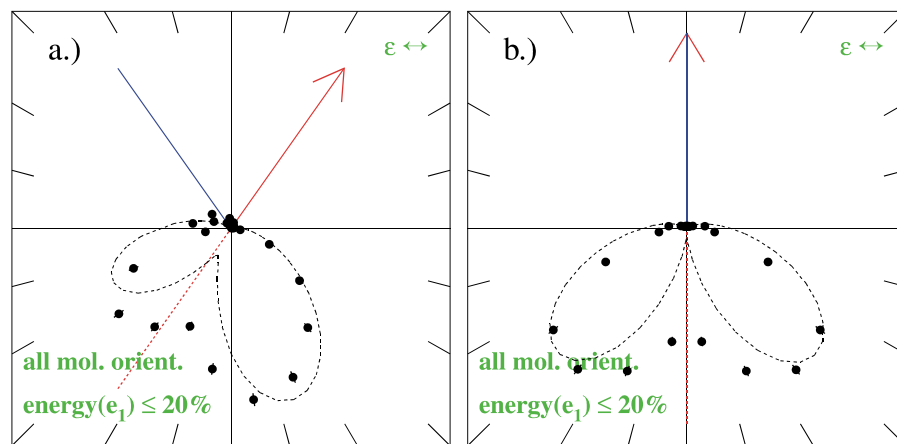 a.)
ε ↔
all mol. orient.
energy(e₁) ≤ 20%
b.)
ε ↔
all mol. orient.
energy(e₁) ≤ 20%